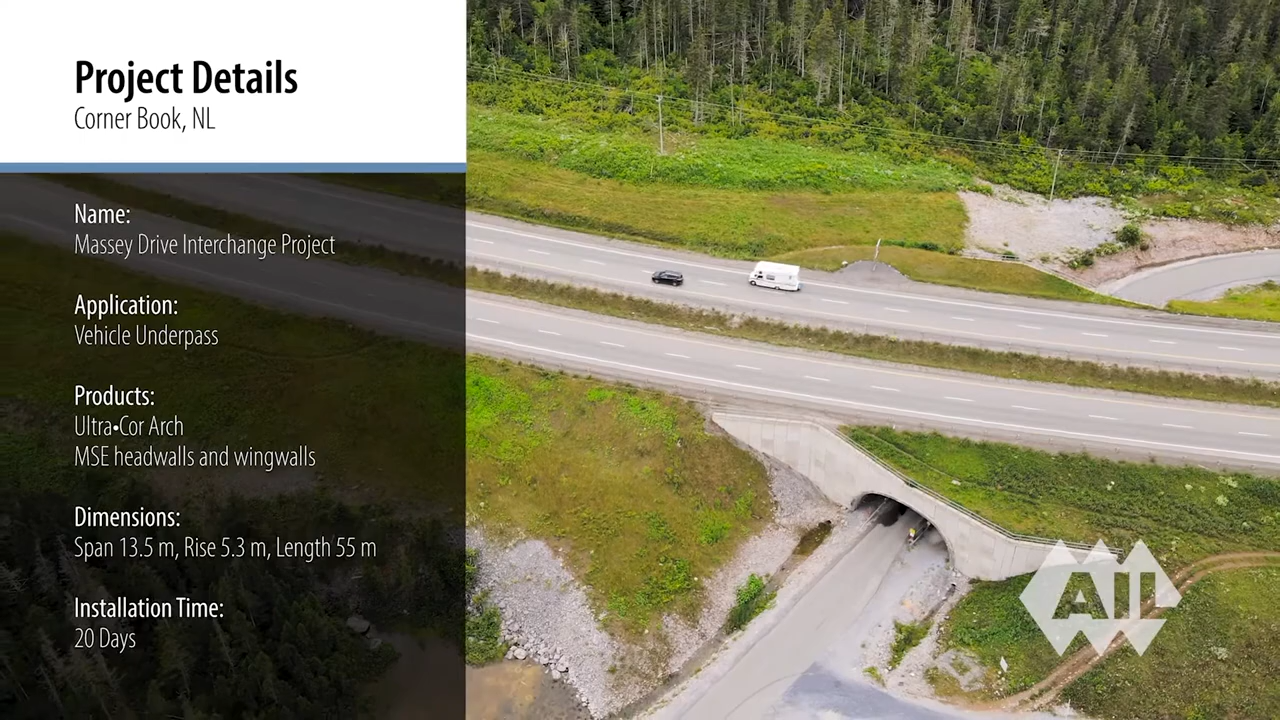 Project Details
Corner Book, NL
Name:
Massey Drive Interchange Project
Application:
Vehicle Underpass
Products:
Ultra•Cor Arch
MSE headwalls and wingwalls
Dimensions:
Span 13.5 m, Rise 5.3 m, Length 55 m
Installation Time:
20 Days
AIL